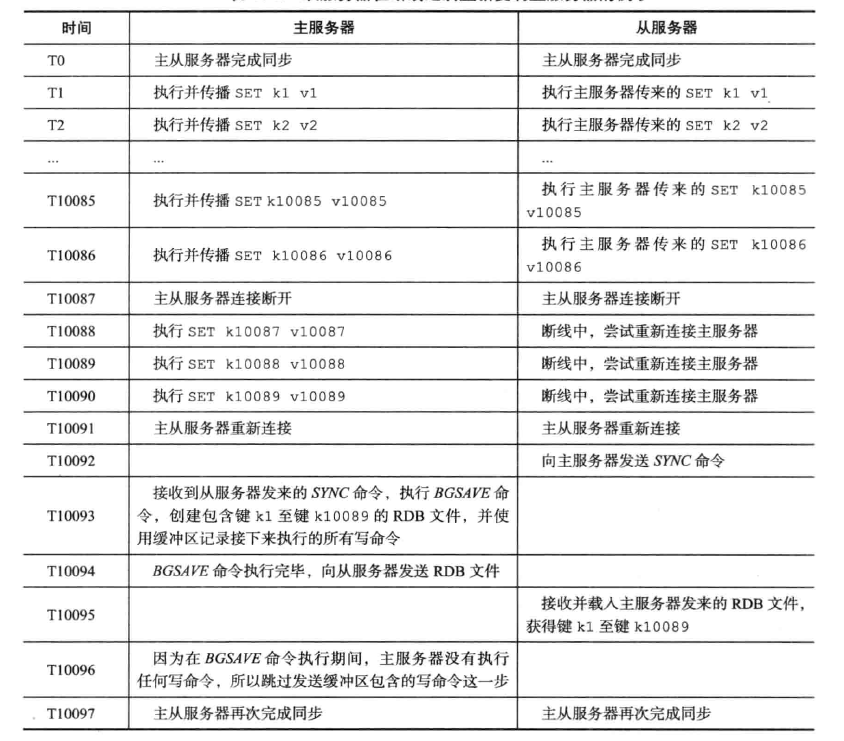 时间 主服务器 从服务器
T0 主从服务器完成同步 主从服务器完成同步
T1 执行并传播 SET k1 v1 执行主服务器传来的 SET k1 v1
T2 执行并传播 SET k2 v2 执行主服务器传来的 SET k2 v2
... ... ...
T10085 执行并传播 SET k10085 v10085 执行主服务器传来的 SET k10085
v10085
T10086 执行并传播 SET k10086 v10086 执行主服务器传来的 SET k10086
v10086
T10087 主从服务器连接断开 主从服务器连接断开
T10088 执行 SET k10087 v10087 断线中，尝试重新连接主服务器
T10089 执行 SET k10088 v10088 断线中，尝试重新连接主服务器
T10090 执行 SET k10089 v10089 断线中，尝试重新连接主服务器
T10091 主从服务器重新连接 主从服务器重新连接
T10092 向主服务器发送 SYNC 命令
T10093 接收到从服务器发来的 SYNC 命令，执行 BGSAVE 命
令，创建包含键 k1 至键 k10089 的 RDB 文件，并使
用缓冲区记录接下来执行的所有写命令
T10094 BGSAVE 命令执行完毕，向从服务器发送 RDB 文件
T10095 接收并载入主服务器发来的 RDB 文件，
获得键 k1 至键 k10089
T10096 因为在 BGSAVE 命令执行期间，主服务器没有执行
任何写命令，所以跳过发送缓冲区包含的写命令这一步
T10097 主从服务器再次完成同步 主从服务器再次完成同步